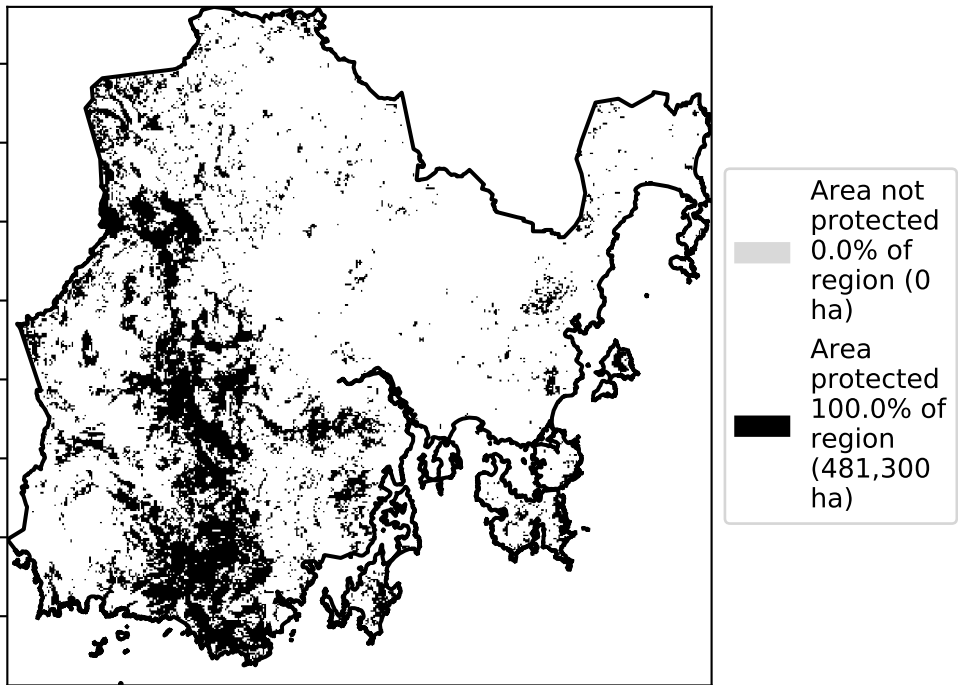 Area not
protected
0.0% of
region (0
ha)
Area
protected
100.0% of
region
(481,300
ha)